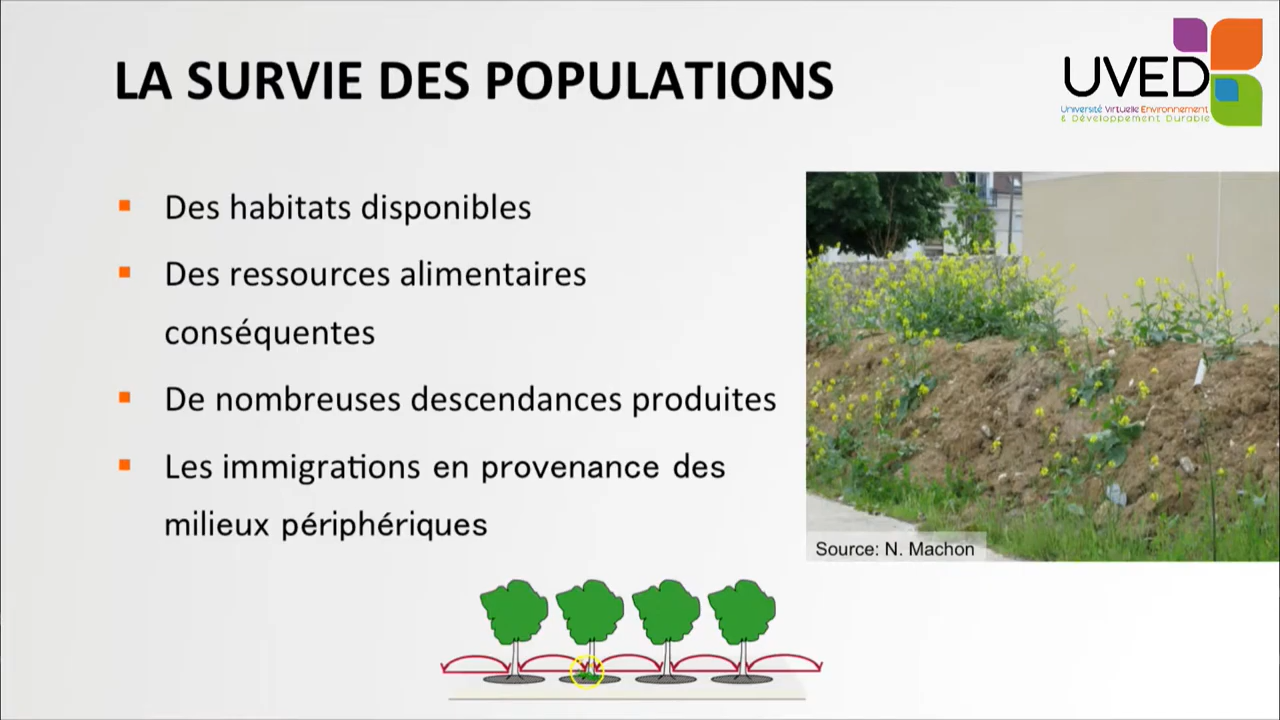 LA SURVIE DES POPULATIONS
UVED
Université Virtuelle Environnement
& Développement Durable
Des habitats disponibles
Des ressources alimentaires
conséquentes
De nombreuses descendances produites
Les immigrations en provenance des
milieux périphériques
Source: N. Machon